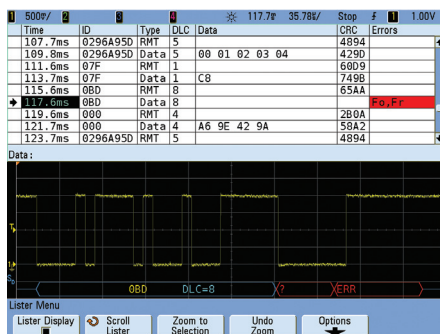 1 500▿/ 2 3 4 117.7▿ 35.78%/ Stop 1 1.00V
Time ID Type DLC Data CRC Errors
107.7ms 0296A95D RMT 5 4894
109.8ms 0296A95D Data 5 00 01 02 03 04 429D
111.6ms 07F RMT 1 60D9
113.7ms 07F Data 1 C8 749B
115.6ms 0BD RMT 8 65AA
117.6ms 0BD Data 8 Fo,Fr
119.6ms 000 RMT 4 2B0A
121.7ms 000 Data 4 A6 9E 42 9A 58A2
123.7ms 0296A95D RMT 5 4894
Data:
0BD DLC=8 ? ERR
Lister Menu
Lister Display Scroll Lister Zoom to Selection Undo Zoom Options